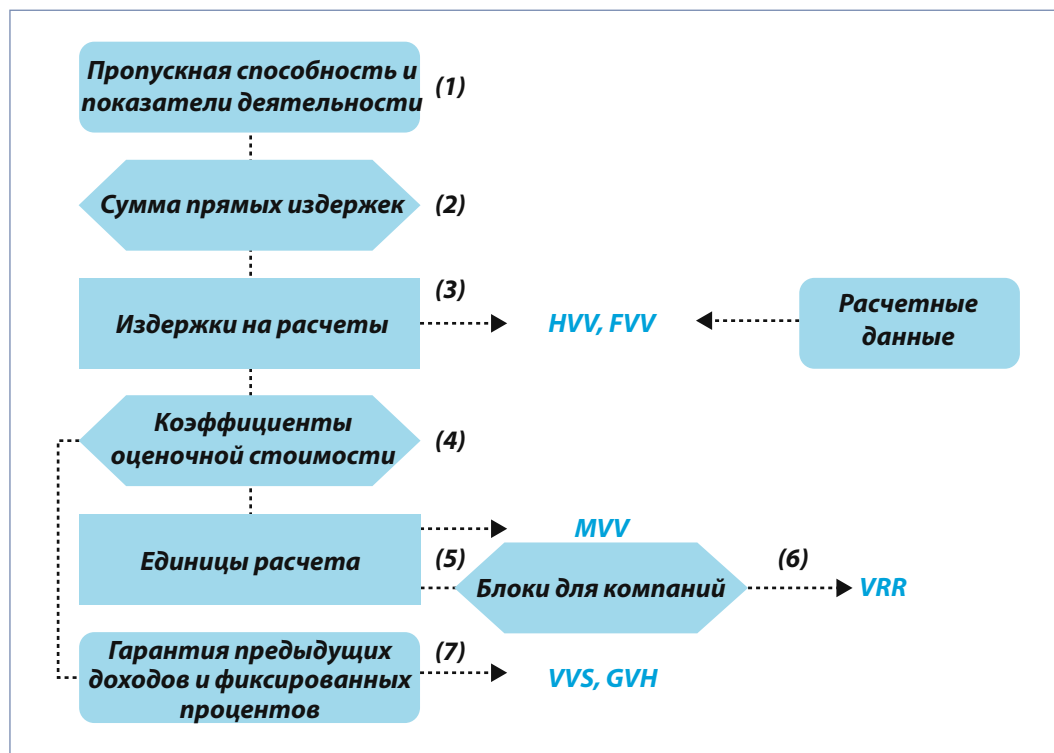 Пропускная способность и
показатели деятельности
(1)
Сумма прямых издержек
(2)
(3)
Издержки на расчеты
HVV, FVV
Расчетные
данные
Коэффициенты
оценочной стоимости
(4)
MVV
Единицы расчета
(5)
Блоки для компаний
(6)
VRR
Гарантия предыдущих
доходов и фиксированных
процентов
(7)
VVS, GVH